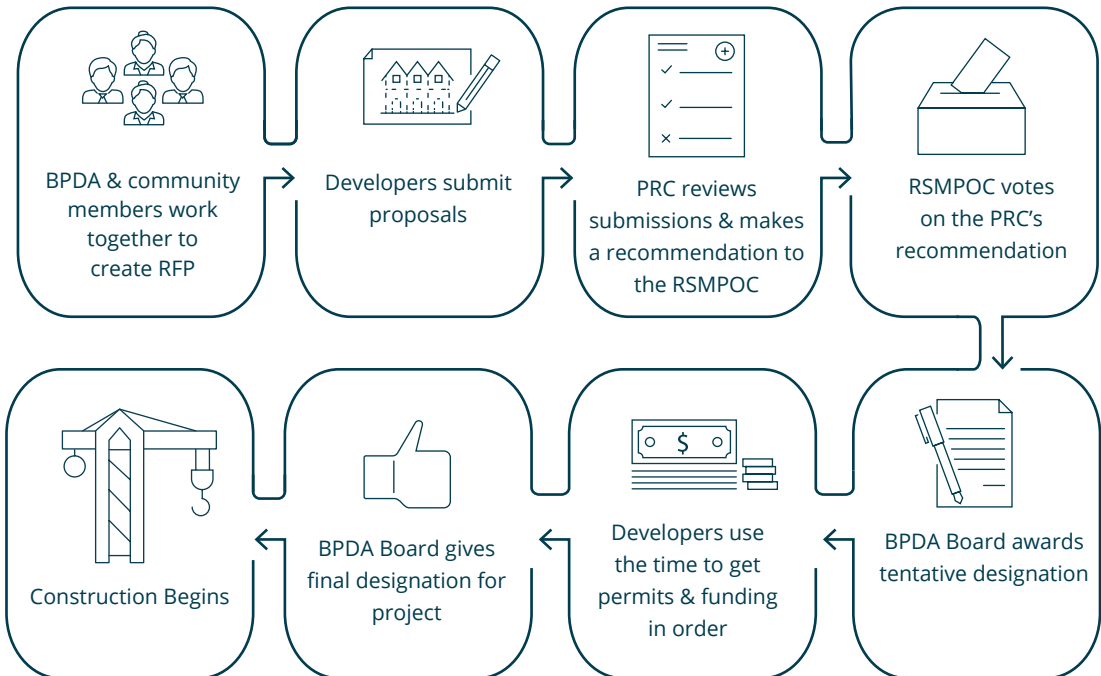 BPDA & community
members work
together to
create RFP
Developers submit
proposals
PRC reviews
submissions & makes
a recommendation to
the RSMPOC
RSMPOC votes
on the PRC’s
recommendation
$
BPDA Board awards
tentative designation
Developers use
the time to get
permits & funding
in order
BPDA Board gives
final designation for
project
Construction Begins